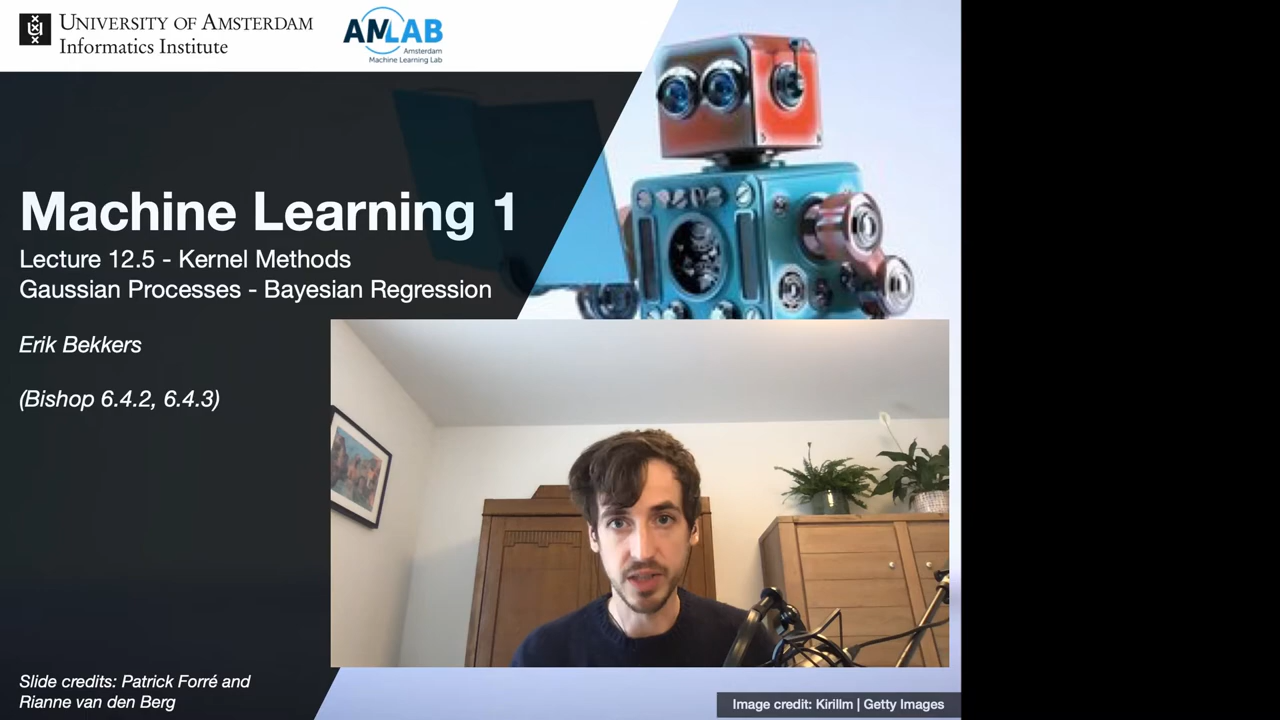 UNIVERSITY OF AMSTERDAM
Informatics Institute
AMLAB
Amsterdam
Machine Learning Lab
Machine Learning 1
Lecture 12.5 - Kernel Methods
Gaussian Processes - Bayesian Regression
Erik Bekkers
(Bishop 6.4.2, 6.4.3)
Slide credits: Patrick Forré and
Rianne van den Berg
Image credit: Kirillm | Getty Images